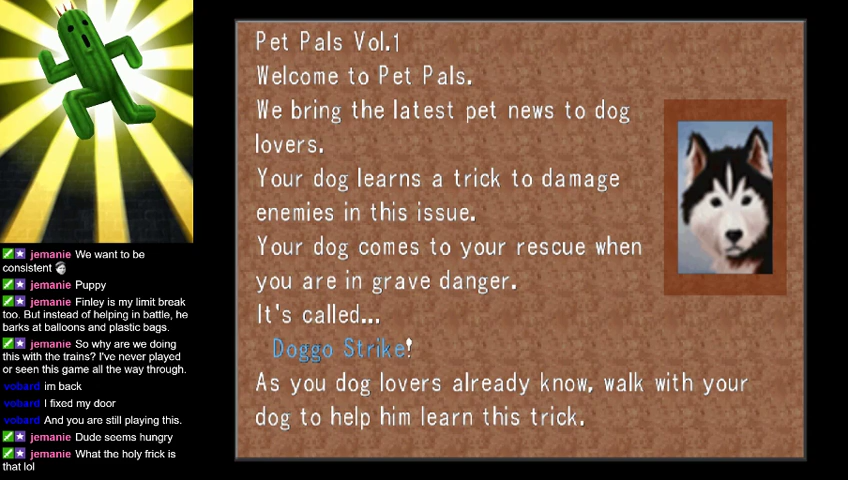 Pet Pals Vol.1
Welcome to Pet Pals.
We bring the latest pet news to dog
lovers.
Your dog learns a trick to damage
enemies in this issue.
Your dog comes to your rescue when
you are in grave danger.
It's called...
Doggo Strike!
As you dog lovers already know, walk with your
dog to help him learn this trick.
jemanie We want to be
consistent
jemanie Puppy
jemanie Finley is my limit break
too. But instead of helping in battle, he
barks at balloons and plastic bags.
jemanie So why are we doing
this with the trains? I've never played
or seen this game all the way through.
vobard im back
vobard I fixed my door
vobard And you are still playing this.
jemanie Dude seems hungry
jemanie What the holy frick is
that lol